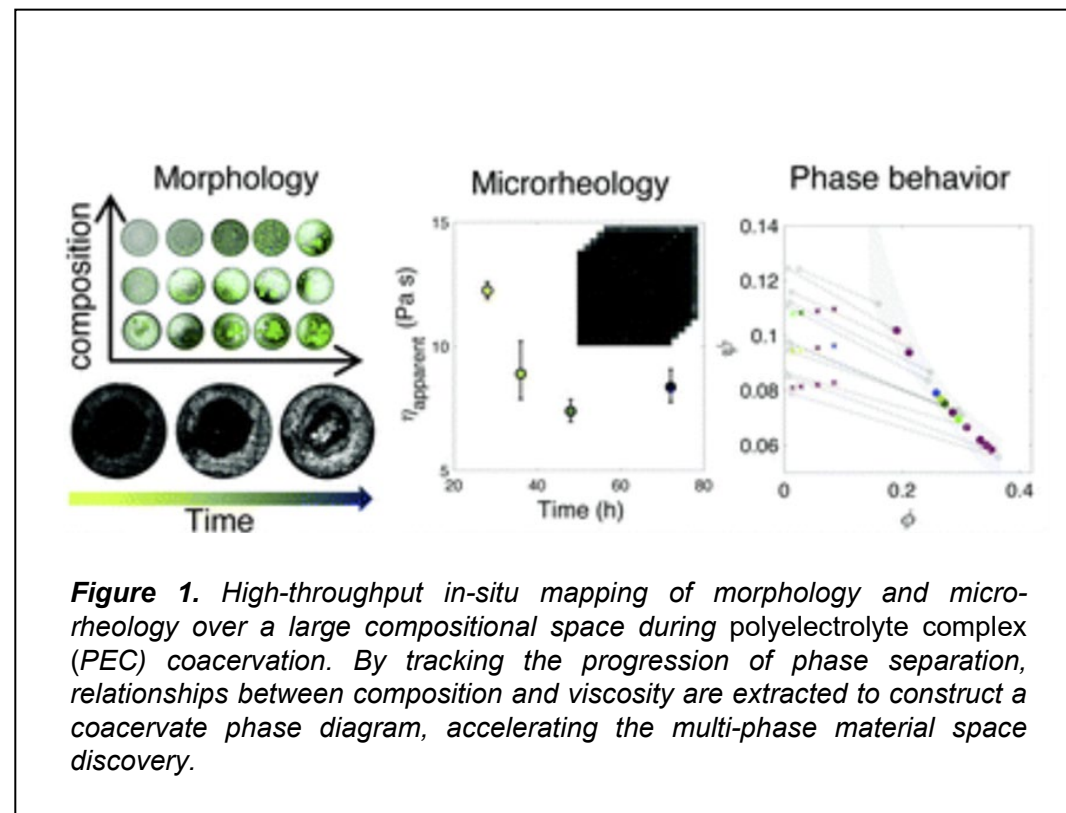 Morphology
composition
Time
Microrheology
η apparent (Pa s)
15
10
5
20
40
60
80
Time (h)
Phase behavior
0.14
0.12
0.1
0.08
0.06
ψ
0
0.2
0.4
ϕ
Figure 1. High-throughput in-situ mapping of morphology and micro-
rheology over a large compositional space during polyelectrolyte complex
(PEC) coacervation. By tracking the progression of phase separation,
relationships between composition and viscosity are extracted to construct a
coacervate phase diagram, accelerating the multi-phase material space
discovery.